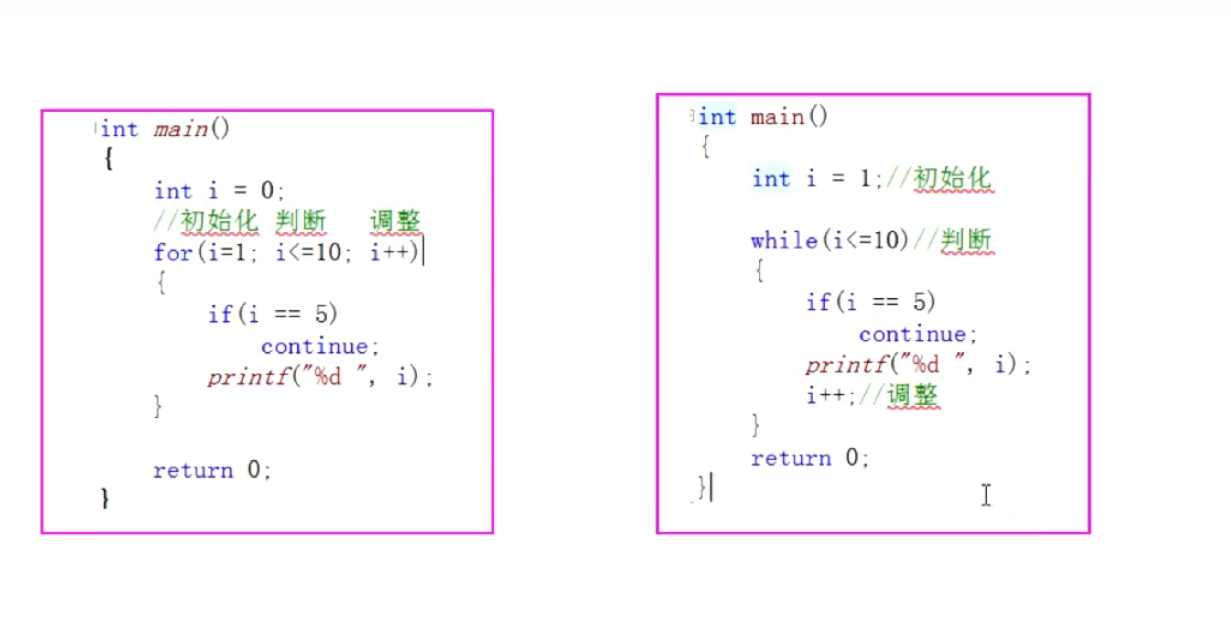 int main()
{
int i = 0;
//初始化 判断 调整
for(i=1; i<=10; i++)
{
if(i == 5)
continue;
printf("%d ", i);
}
return 0;
}
int main()
{
int i = 1;//初始化
while(i<=10)//判断
{
if(i == 5)
continue;
printf("%d ", i);
i++;//调整
}
return 0;
}